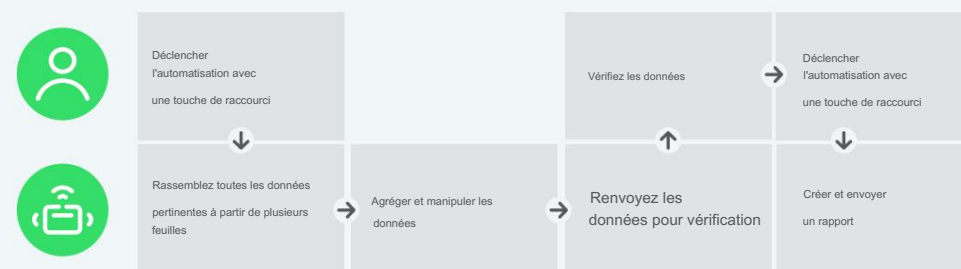 Déclencher
l'automatisation avec
une touche de raccourci
Vérifiez les données
Déclencher
l'automatisation avec
une touche de raccourci
Rassemblez toutes les données
pertinentes à partir de plusieurs
feuilles
Agréger et manipuler les
données
Renvoyez les
données pour vérification
Créer et envoyer
un rapport